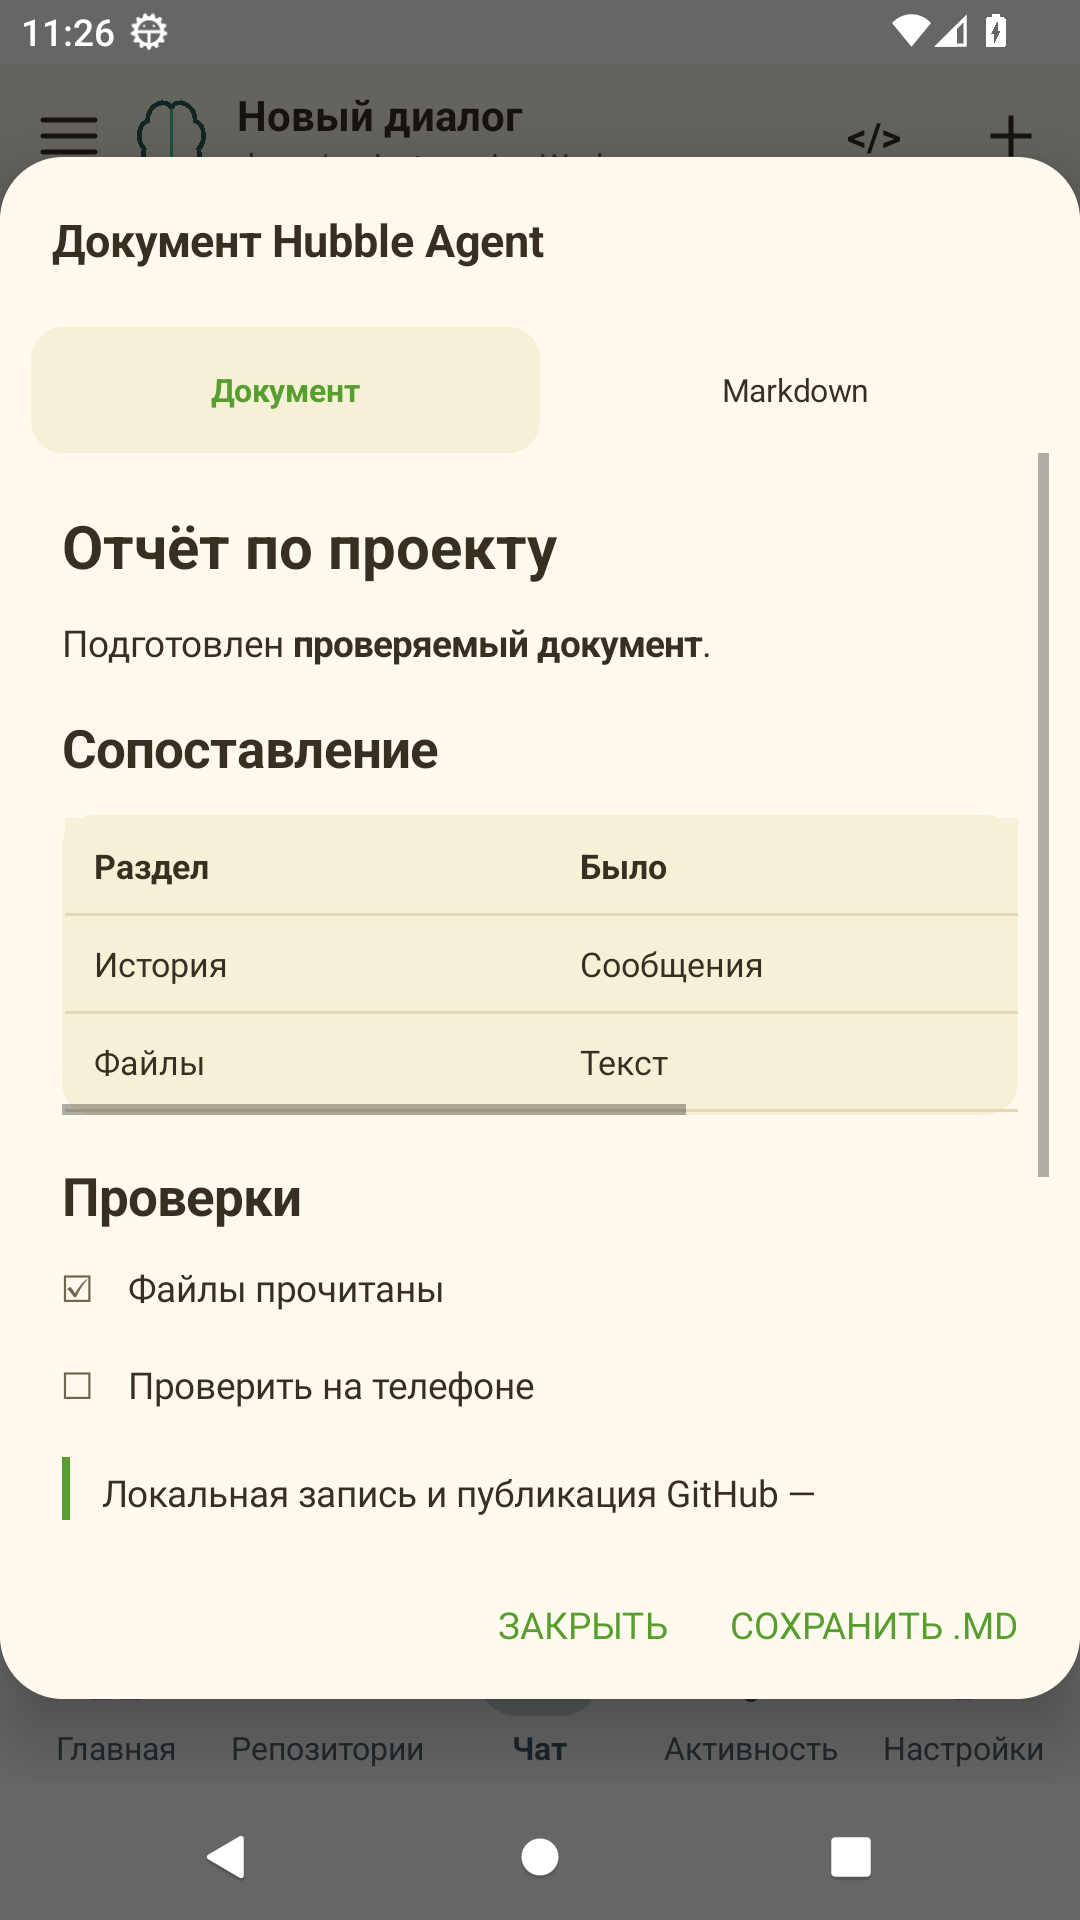 11:26
Новый диалог
</>
Документ Hubble Agent
Документ
Markdown
Отчёт по проекту
Подготовлен проверяемый документ.
Сопоставление
Раздел Было
История Сообщения
Файлы Текст
Проверки
Файлы прочитаны
Проверить на телефоне
Локальная запись и публикация GitHub —
ЗАКРЫТЬ СОХРАНИТЬ .MD
Главная Репозитории Чат Активность Настройки